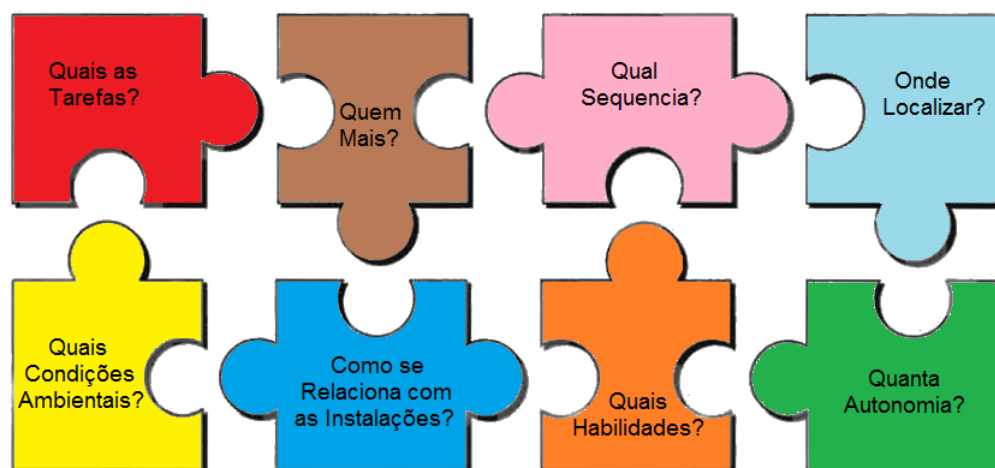 Quais as
Tarefas?
Quem
Mais?
Qual
Sequencia?
Onde
Localizar?
Quais
Condições
Ambientais?
Como se
Relaciona com
as Instalações?
Quais
Habilidades?
Quanta
Autonomia?